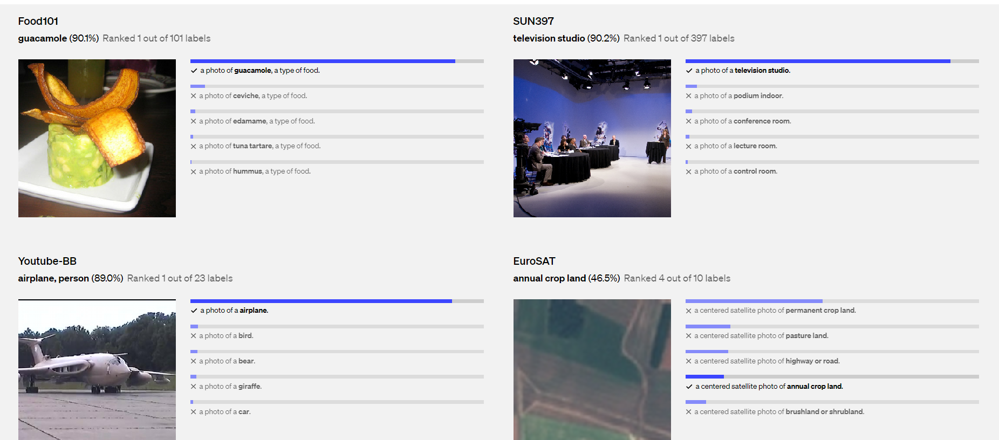 Food101
guacamole (90.1%) Ranked 1 out of 101 labels
a photo of guacamole, a type of food.
a photo of ceviche, a type of food.
a photo of edamame, a type of food.
a photo of tuna tartare, a type of food.
a photo of hummus, a type of food.
SUN397
television studio (90.2%) Ranked 1 out of 397 labels
a photo of a television studio.
a photo of a podium indoor.
a photo of a conference room.
a photo of a lecture room.
a photo of a control room.
Youtube-BB
airplane, person (89.0%) Ranked 1 out of 23 labels
a photo of a airplane.
a photo of a bird.
a photo of a bear.
a photo of a giraffe.
a photo of a car.
EuroSAT
annual crop land (46.5%) Ranked 4 out of 10 labels
a centered satellite photo of permanent crop land.
a centered satellite photo of pasture land.
a centered satellite photo of highway or road.
a centered satellite photo of annual crop land.
a centered satellite photo of brushland or shrubland.